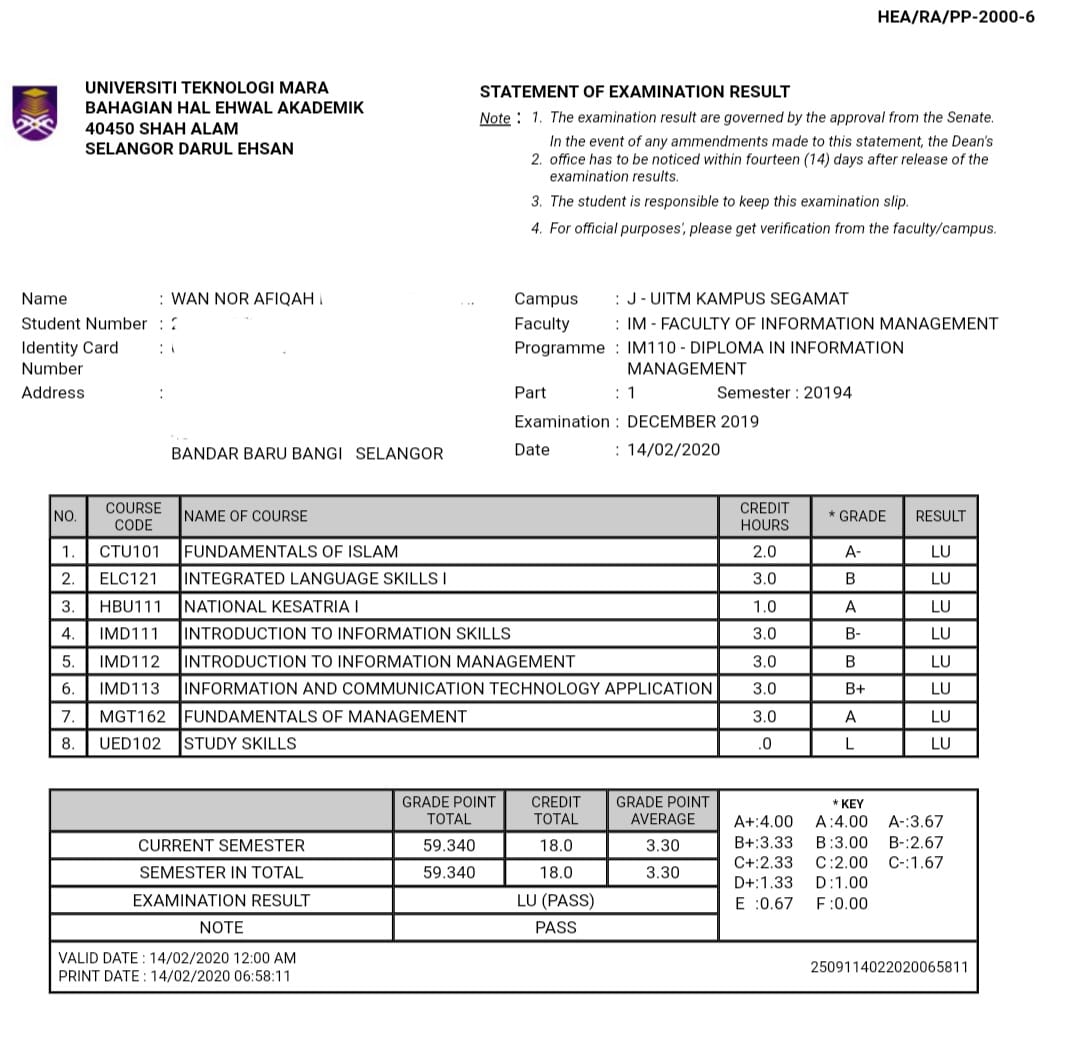 HEA/RA/PP-2000-6
UNIVERSITI TEKNOLOGI MARA
BAHAGIAN HAL EHWAL AKADEMIK
40450 SHAH ALAM
SELANGOR DARUL EHSAN
STATEMENT OF EXAMINATION RESULT
Note : 1. The examination result are governed by the approval from the Senate.
In the event of any ammendments made to this statement, the Dean's
2. office has to be noticed within fourteen (14) days after release of the
examination results.
3. The student is responsible to keep this examination slip.
4. For official purposes', please get verification from the faculty/campus.
Name : WAN NOR AFIQAH
Student Number :
Identity Card :
Number
Address :
BANDAR BARU BANGI SELANGOR
Campus : J - UITM KAMPUS SEGAMAT
Faculty : IM - FACULTY OF INFORMATION MANAGEMENT
Programme : IM110 - DIPLOMA IN INFORMATION
MANAGEMENT
Part : 1 Semester : 20194
Examination : DECEMBER 2019
Date : 14/02/2020
NO. COURSE CODE NAME OF COURSE CREDIT HOURS * GRADE RESULT
1. CTU101 FUNDAMENTALS OF ISLAM 2.0 A- LU
2. ELC121 INTEGRATED LANGUAGE SKILLS I 3.0 B LU
3. HBU111 NATIONAL KESATRIA I 1.0 A LU
4. IMD111 INTRODUCTION TO INFORMATION SKILLS 3.0 B- LU
5. IMD112 INTRODUCTION TO INFORMATION MANAGEMENT 3.0 B LU
6. IMD113 INFORMATION AND COMMUNICATION TECHNOLOGY APPLICATION 3.0 B+ LU
7. MGT162 FUNDAMENTALS OF MANAGEMENT 3.0 A LU
8. UED102 STUDY SKILLS .0 L LU
GRADE POINT TOTAL CREDIT TOTAL GRADE POINT AVERAGE
CURRENT SEMESTER 59.340 18.0 3.30
SEMESTER IN TOTAL 59.340 18.0 3.30
EXAMINATION RESULT LU (PASS)
NOTE PASS
* KEY
A+:4.00 A:4.00 A-:3.67
B+:3.33 B:3.00 B-:2.67
C+:2.33 C:2.00 C-:1.67
D+:1.33 D:1.00
E :0.67 F:0.00
VALID DATE : 14/02/2020 12:00 AM
PRINT DATE : 14/02/2020 06:58:11
2509114022020065811